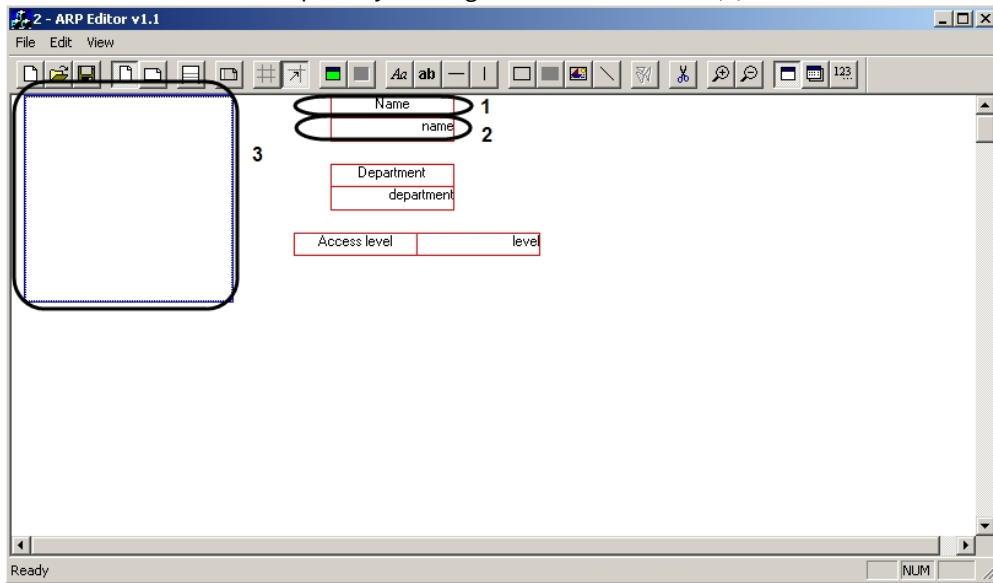 2 - ARP Editor v1.1
File Edit View
Aa ab 123
Name 1
name 2
3
Department
department
Access level level
Ready NUM